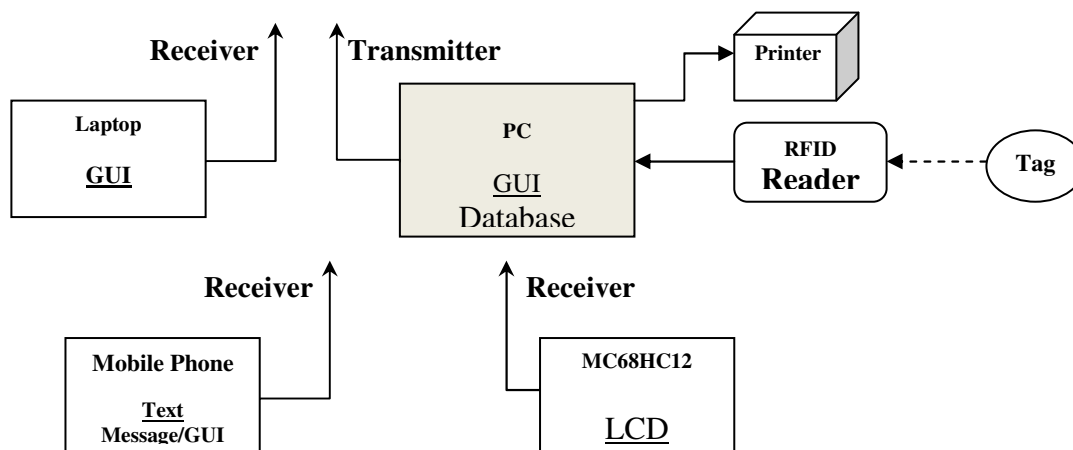 Receiver
Transmitter
Printer
Laptop
GUI
PC
GUI
Database
RFID
Reader
Tag
Receiver
Receiver
Mobile Phone
Text
Message/GUI
MC68HC12
LCD